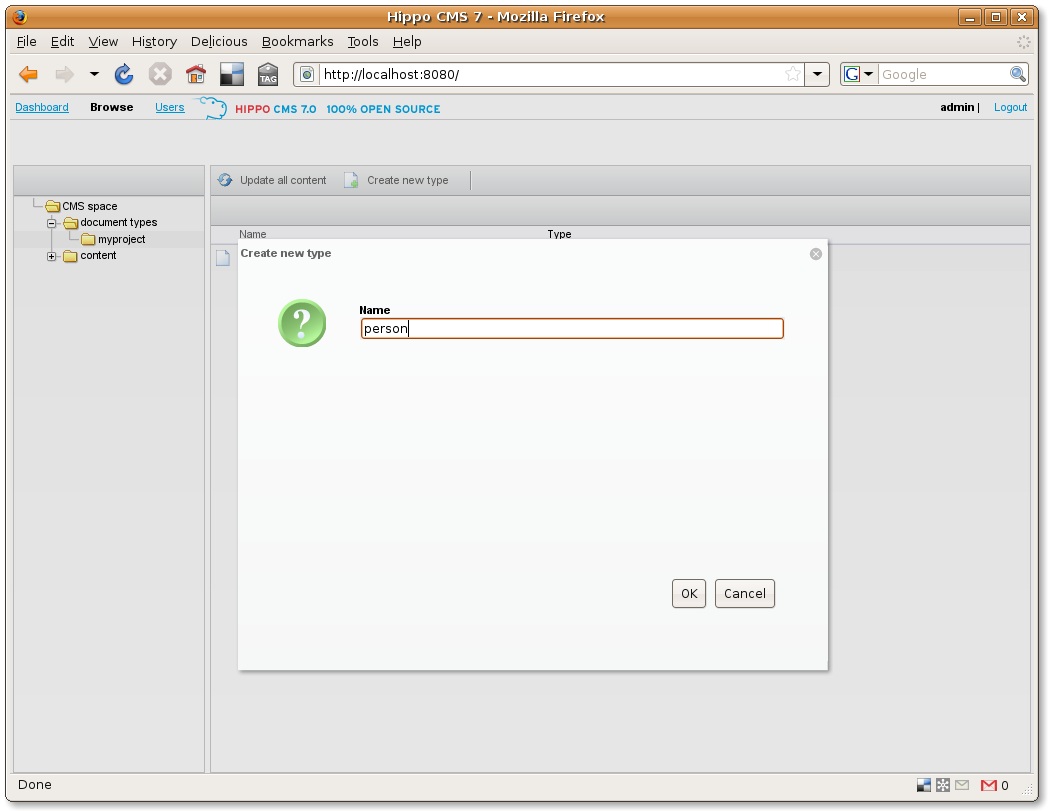 Hippo CMS 7 - Mozilla Firefox
File Edit View History Delicious Bookmarks Tools Help
TAG http://localhost:8080/ G Google
Dashboard Browse Users HIPPO CMS 7.0 100% OPEN SOURCE admin | Logout
Update all content Create new type
CMS space
document types
myproject
content
Name Type
Create new type
?
Name
person
OK Cancel
Done 0